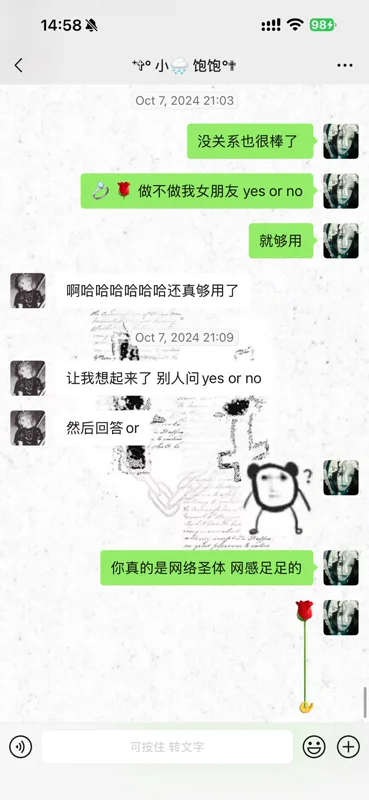 14:58
98
⁺✞° 小🌧️ 饱饱°✟
Oct 7, 2024 21:03
没关系也很棒了
💍 🌹 做不做我女朋友 yes or no
就够用
啊哈哈哈哈哈哈还真够用了
Oct 7, 2024 21:09
让我想起来了 别人问yes or no
然后回答or
?
你真的是网络圣体 网感足足的
可按住 转文字